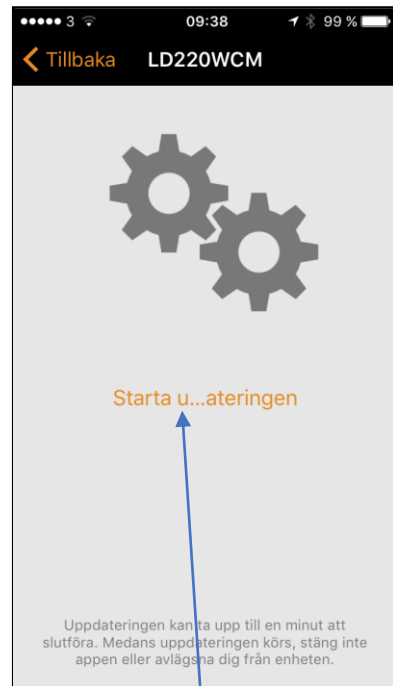 3 09:38 99 %
Tillbaka LD220WCM
Starta u...ateringen
Uppdateringen kan ta upp till en minut att
slutföra. Medans uppdateringen körs, stäng inte
appen eller avlägsna dig från enheten.